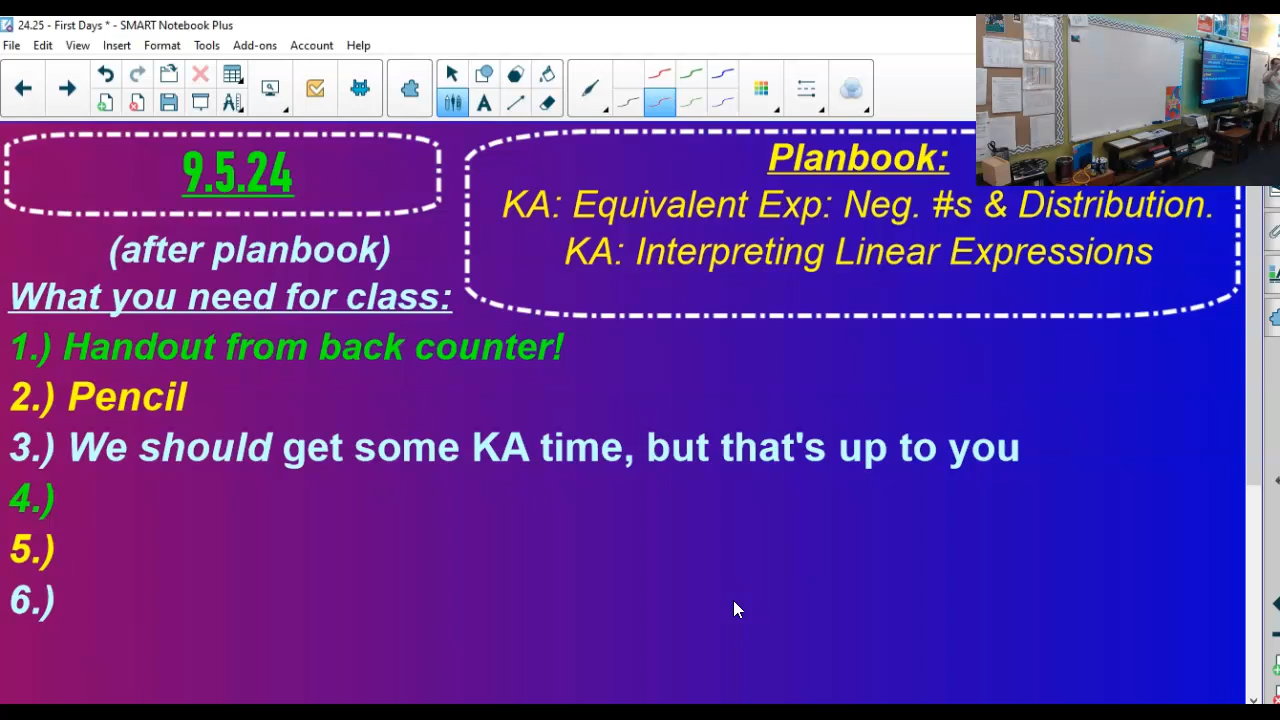 24.25 - First Days * - SMART Notebook Plus
File Edit View Insert Format Tools Add-ons Account Help
9.5.24
(after planbook)
What you need for class:
Planbook:
KA: Equivalent Exp: Neg. #s & Distribution.
KA: Interpreting Linear Expressions
1.) Handout from back counter!
2.) Pencil
3.) We should get some KA time, but that's up to you
4.)
5.)
6.)